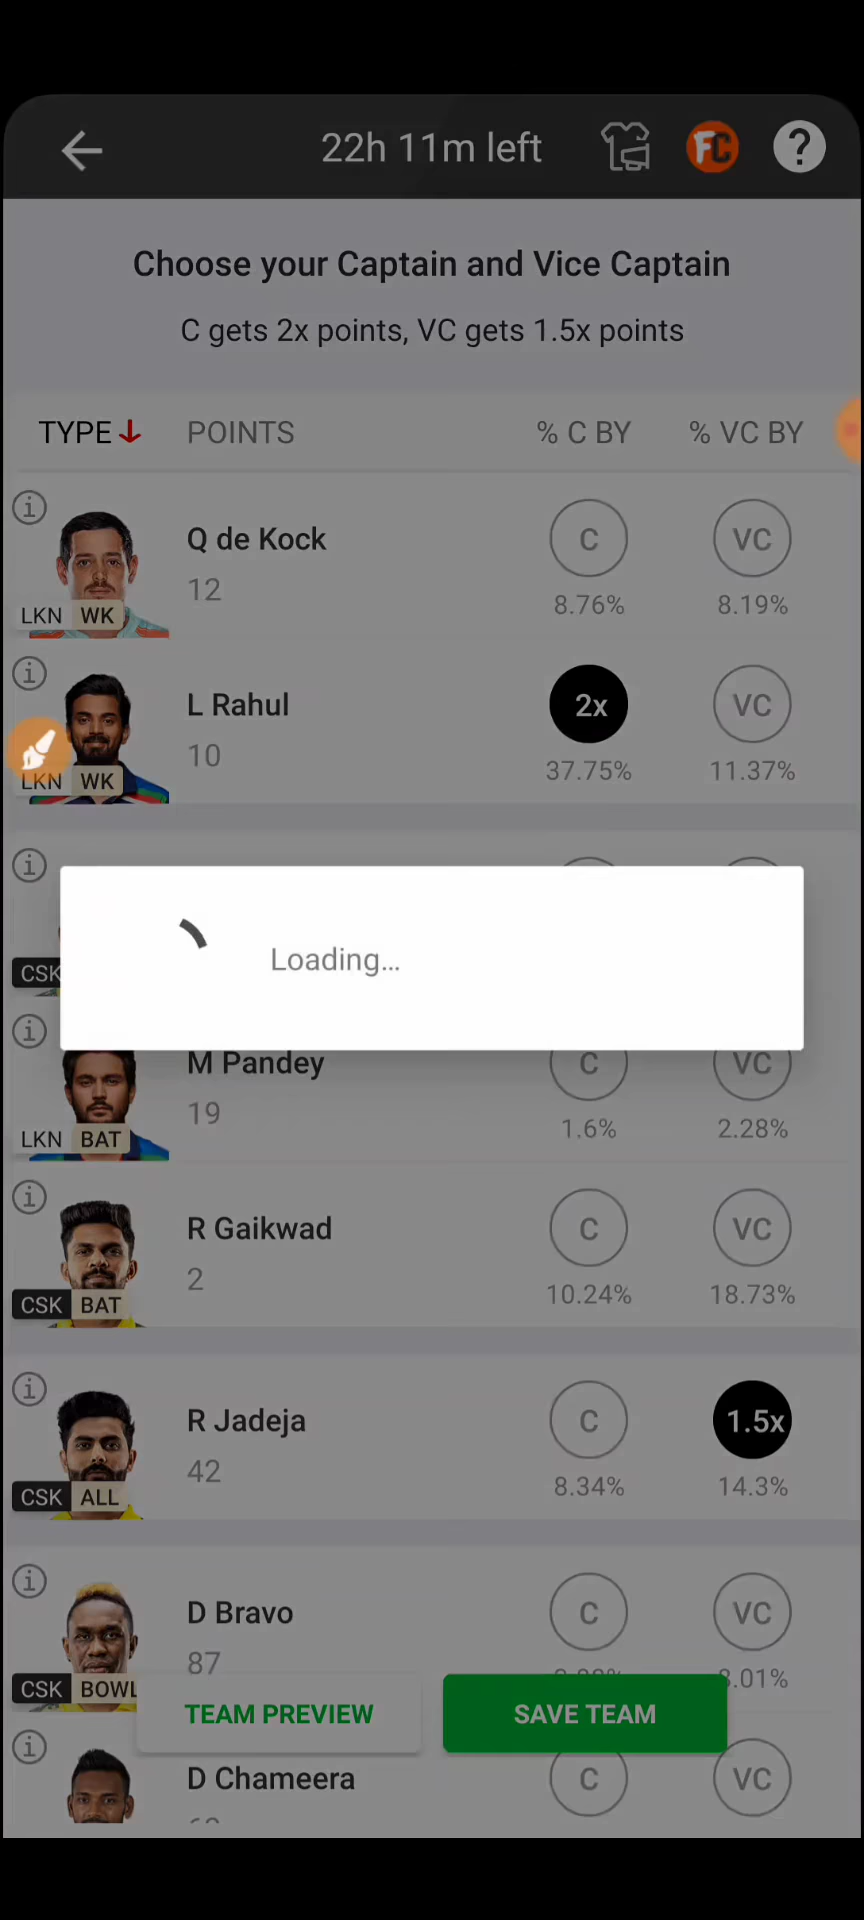 22h 11m left
FC
?
Choose your Captain and Vice Captain
C gets 2x points, VC gets 1.5x points
TYPE POINTS % C BY % VC BY
i
Q de Kock C VC
12
LKN WK 8.76% 8.19%
i
L Rahul 2x VC
10
LKN WK 37.75% 11.37%
i
Loading...
CSK
i
M Pandey C VC
19
LKN BAT 1.6% 2.28%
i
R Gaikwad C VC
2
CSK BAT 10.24% 18.73%
i
R Jadeja C 1.5x
42
CSK ALL 8.34% 14.3%
i
D Bravo C VC
87
CSK BOWL .01%
TEAM PREVIEW SAVE TEAM
i
D Chameera C VC